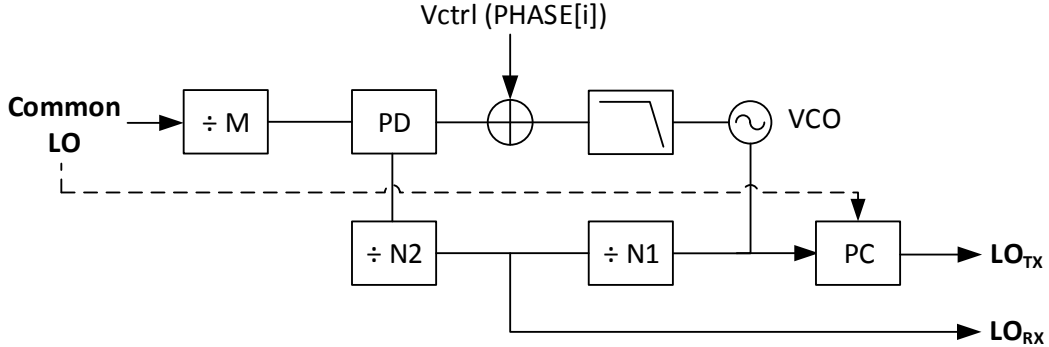 Vctrl (PHASE[i])
Common
LO
÷ M
PD
VCO
÷ N2
÷ N1
PC
LOTX
LORX